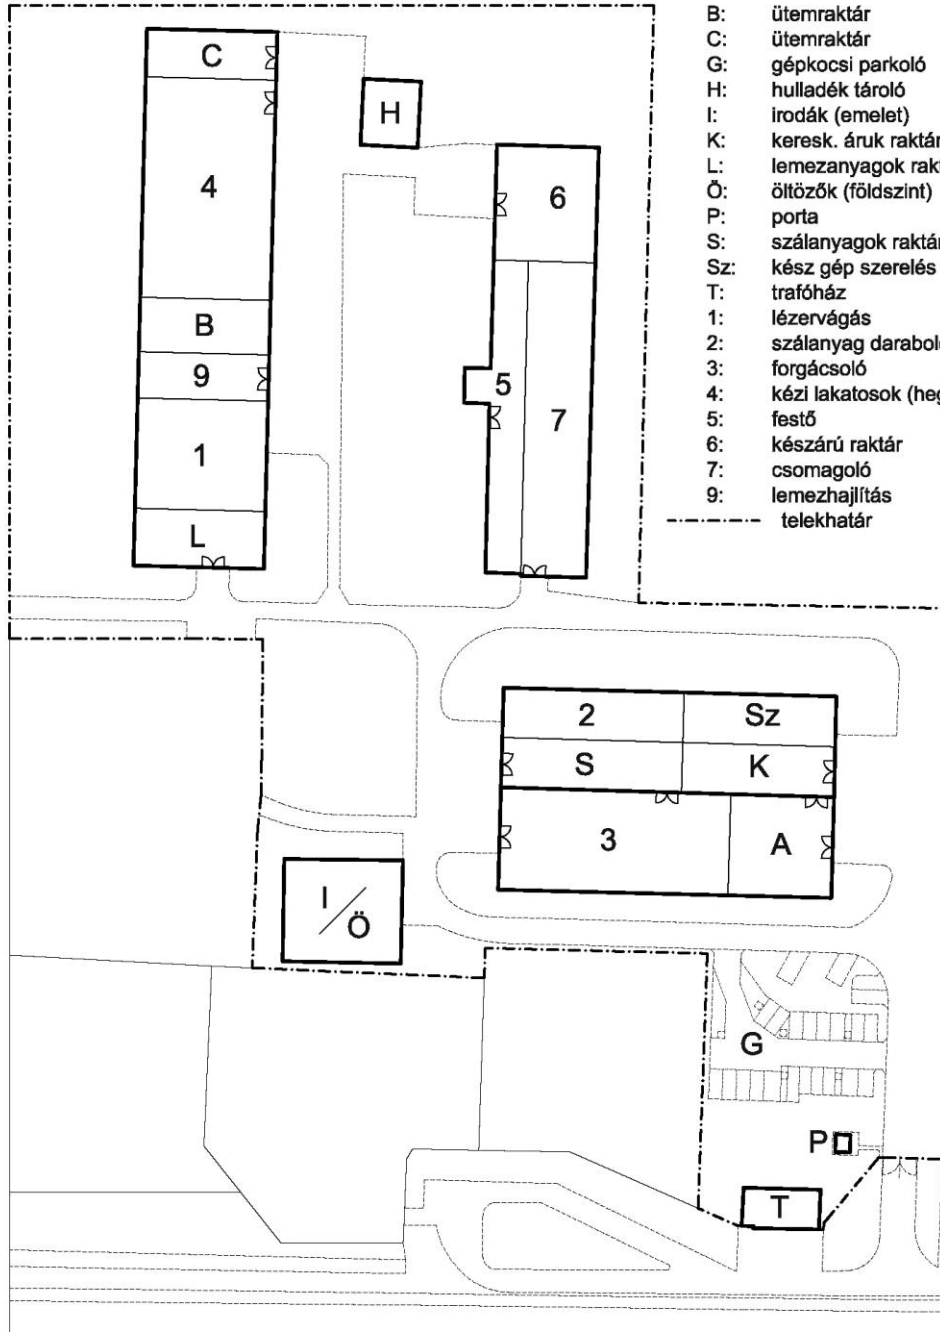 B: ütemraktár
C: ütemraktár
G: gépkocsi parkoló
H: hulladék tároló
I: irodák (emelet)
K: keresk. áruk raktár
L: lemezanyagok rakt
Ö: öltözők (földszint)
P: porta
S: szálanyagok raktár
Sz: kész gép szerelés
T: trafóház
1: lézervágás
2: szálanyag darabol
3: forgácsoló
4: kézi lakatosok (heg
5: festő
6: készárú raktár
7: csomagoló
9: lemezhajlítás
telekhatár
C
H
4
6
B
9
5
7
1
L
2
Sz
S
K
3
A
I
Ö
G
P
T